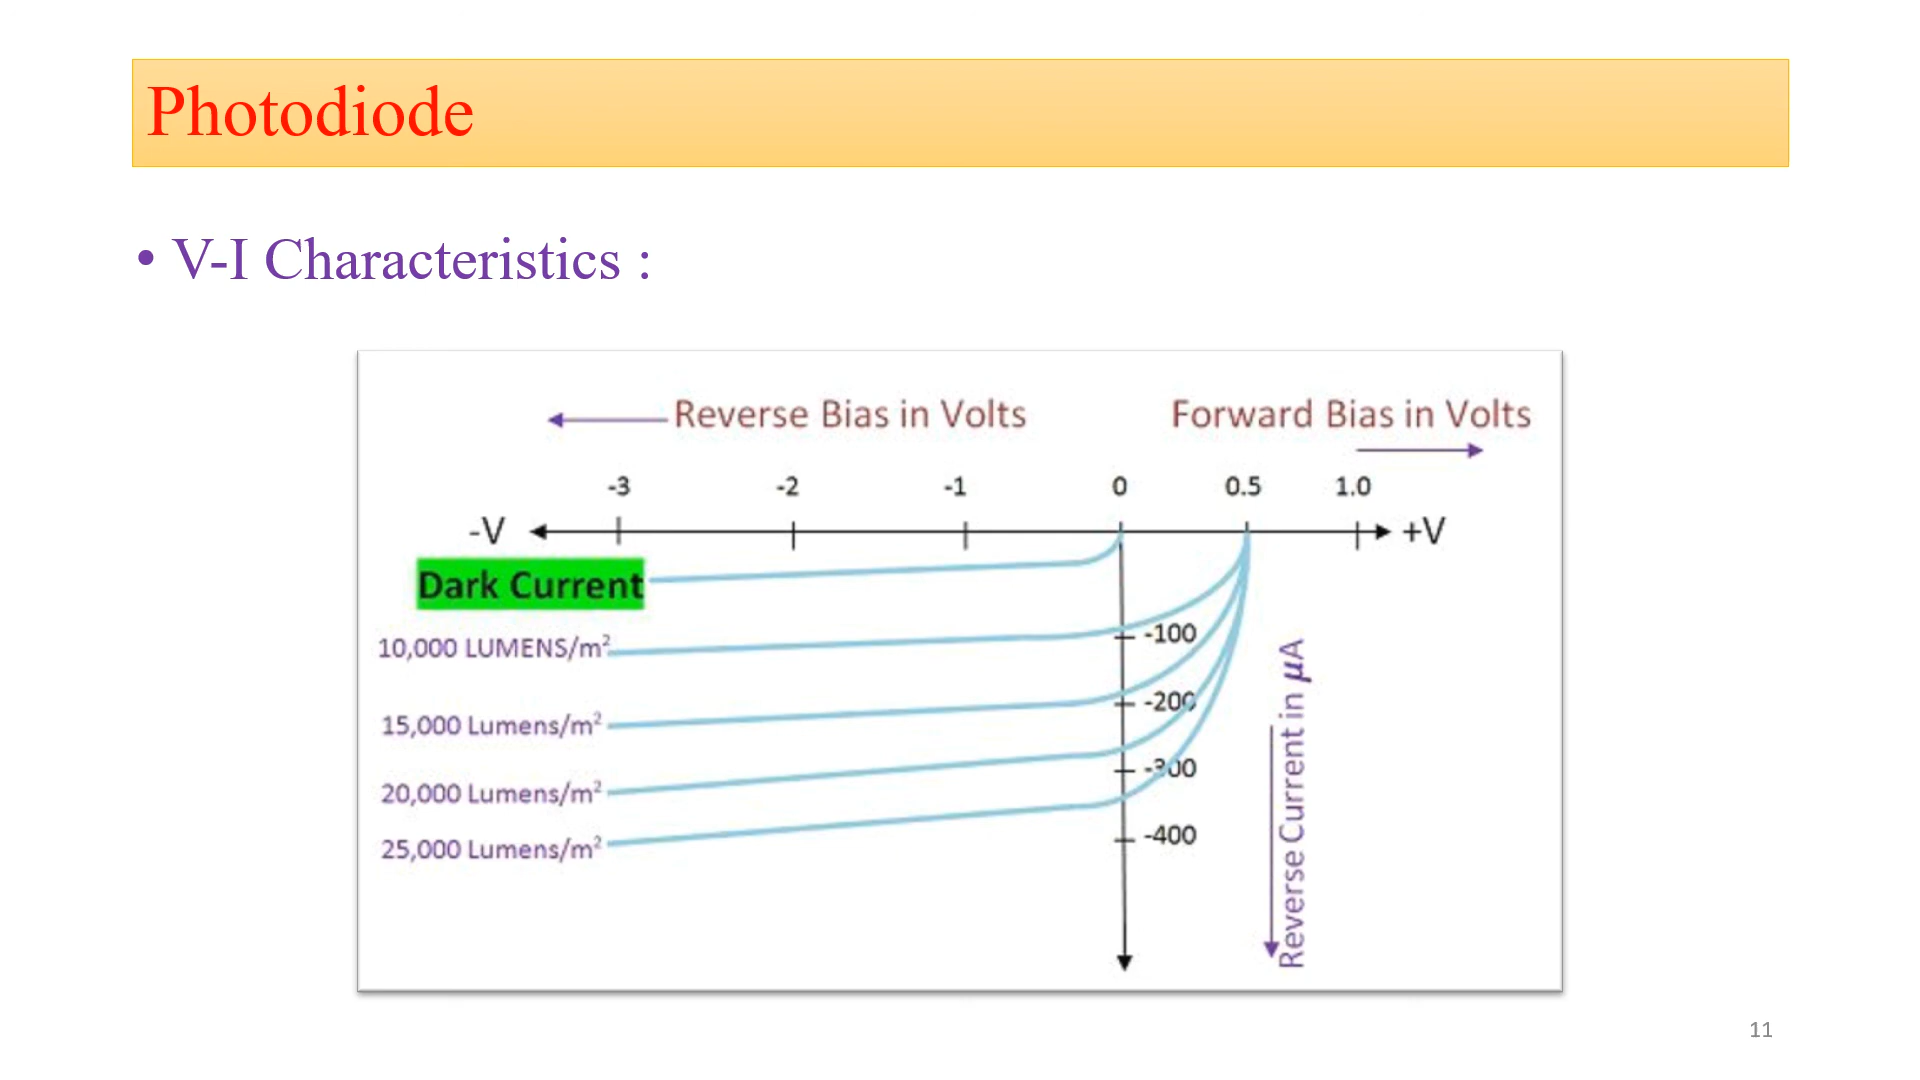 Photodiode
• V-I Characteristics :
Reverse Bias in Volts Forward Bias in Volts
-3 -2 -1 0 0.5 1.0
-V +V
Dark Current
10,000 LUMENS/m²
-100
15,000 Lumens/m²
-200
20,000 Lumens/m²
-300
25,000 Lumens/m²
-400
Reverse Current in µA
11